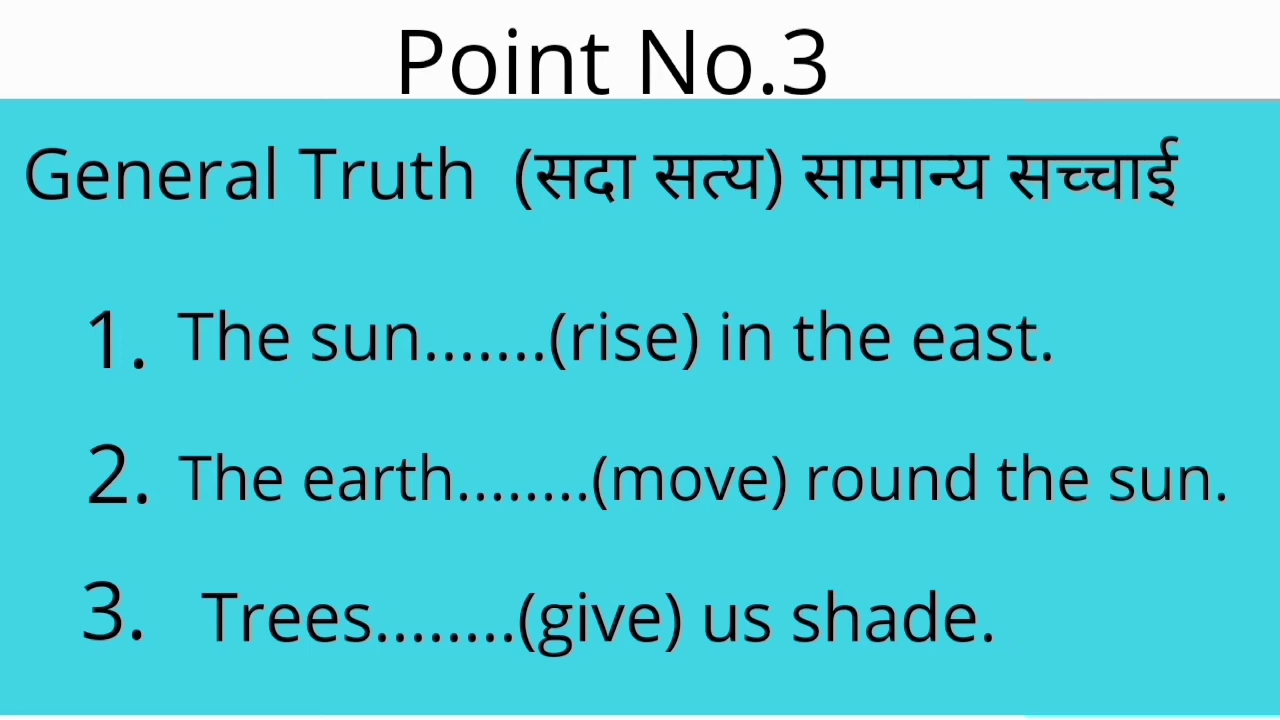 Point No.3
General Truth (सदा सत्य) सामान्य सच्चाई
1. The sun.......(rise) in the east.
2. The earth........(move) round the sun.
3. Trees........(give) us shade.